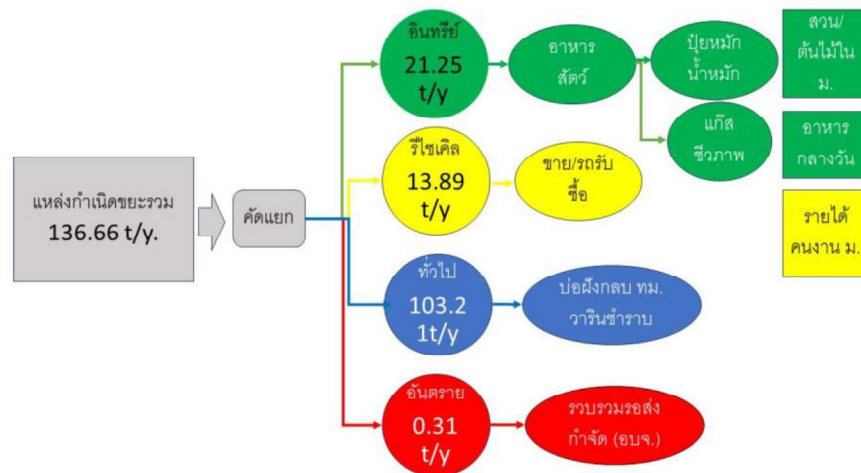 แหล่งกำเนิดขยะรวม
136.66 t/y.
คัดแยก
อินทรีย์
21.25
t/y
อาหาร
สัตว์
ปุ๋ยหมัก
น้ำหมัก
สวน/
ต้นไม้ใน
ม.
แก๊ส
ชีวภาพ
อาหาร
กลางวัน
รีไซเคิล
13.89
t/y
ขาย/รถรับ
ซื้อ
รายได้
คนงาน ม.
ทั่วไป
103.2
1t/y
บ่อฝังกลบ ทม.
วารินชำราบ
อันตราย
0.31
t/y
รวบรวมรอส่ง
กำจัด (อบจ.)